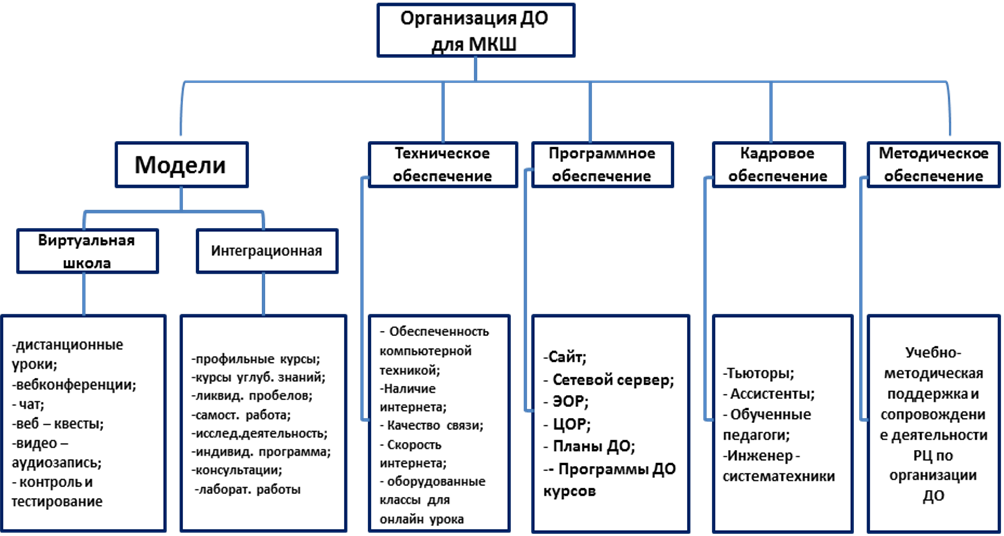 Организация ДО
для МКШ
Модели
Техническое
обеспечение
Программное
обеспечение
Кадровое
обеспечение
Методическое
обеспечение
Виртуальная
школа
Интеграционная
-дистанционные
уроки;
-вебконференции;
- чат;
-веб – квесты;
-видео –
аудиозапись;
- контроль и
тестирование
-профильные курсы;
-курсы углуб. знаний;
-ликвид. пробелов;
-самост. работа;
-исслед.деятельность;
-индивид. программа;
-консультации;
-лаборат. работы
- Обеспеченность
компьютерной
техникой;
-Наличие
интернета;
- Качество связи;
- Скорость
интернета;
- оборудованные
классы для
онлайн урока
-Сайт;
- Сетевой сервер;
- ЭОР;
- ЦОР;
- Планы ДО;
-- Программы ДО
курсов
-Тьюторы;
- Ассистенты;
- Обученные
педагоги;
-Инженер -
систематехники
Учебно-
методическая
поддержка и
сопровождени
е деятельности
РЦ по
организации
ДО